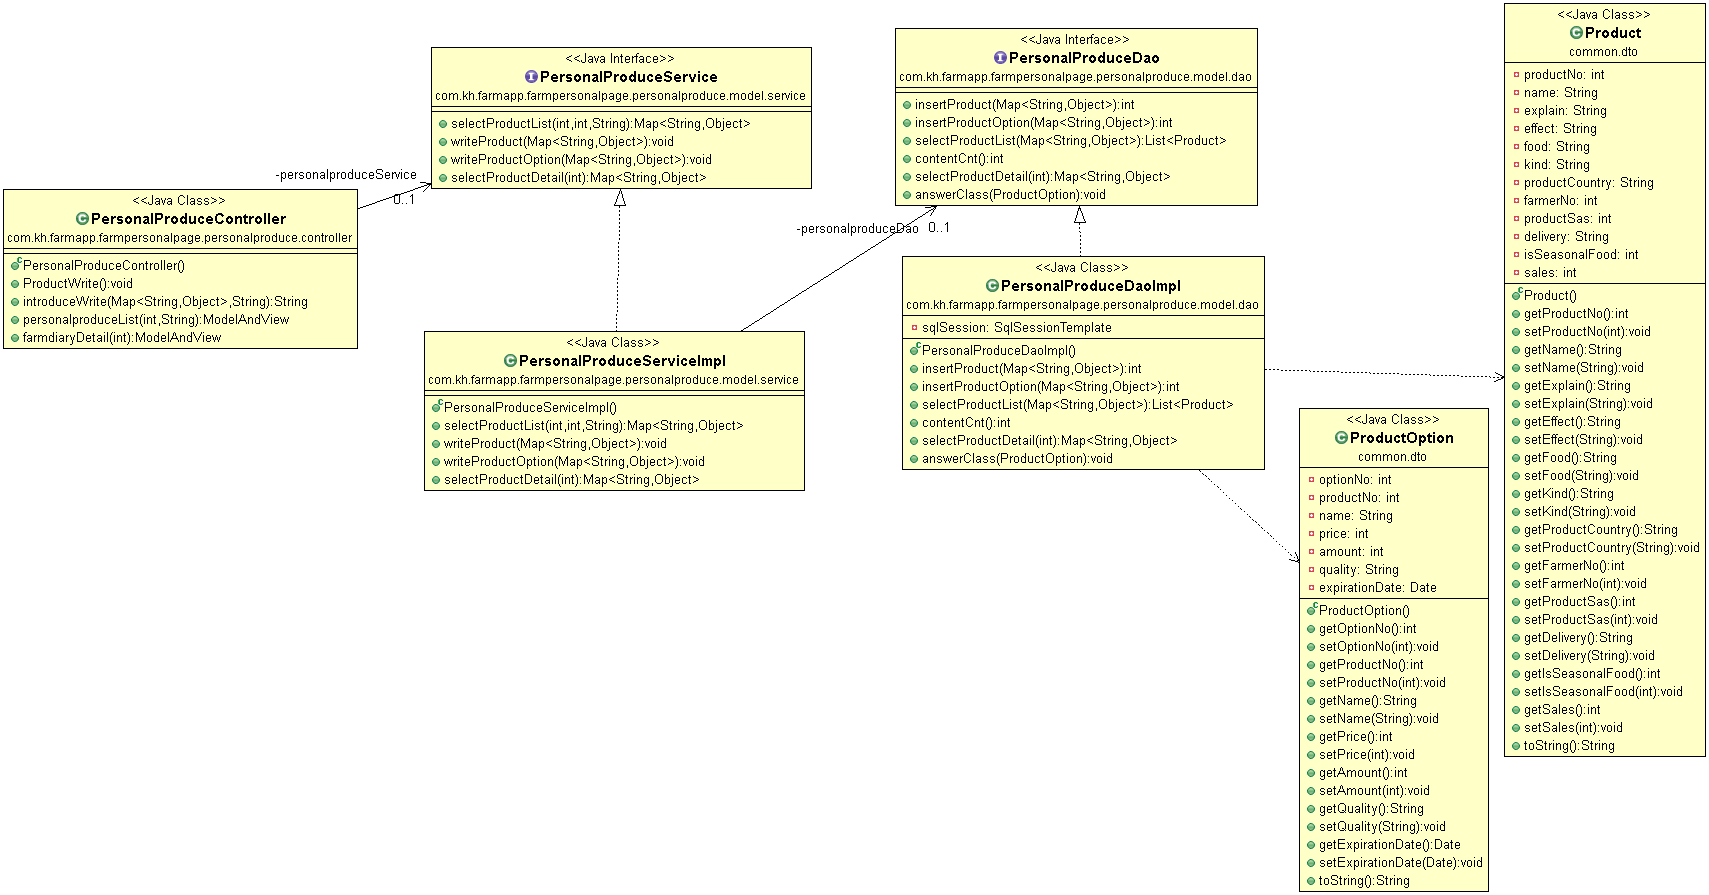 <<Java Interface>>
PersonalProduceService
com.kh.farmapp.farmpersonalpage.personalproduce.model.service
selectProductList(int,int,String):Map<String,Object>
writeProduct(Map<String,Object>):void
writeProductOption(Map<String,Object>):void
selectProductDetail(int):Map<String,Object>
-personalproduceService
0..1
<<Java Class>>
PersonalProduceController
com.kh.farmapp.farmpersonalpage.personalproduce.controller
PersonalProduceController()
ProductWrite():void
introduceWrite(Map<String,Object>,String):String
personalproduceList(int,String):ModelAndView
farmdiaryDetail(int):ModelAndView
<<Java Class>>
PersonalProduceServiceImpl
com.kh.farmapp.farmpersonalpage.personalproduce.model.service
PersonalProduceServiceImpl()
selectProductList(int,int,String):Map<String,Object>
writeProduct(Map<String,Object>):void
writeProductOption(Map<String,Object>):void
selectProductDetail(int):Map<String,Object>
-personalproduceDao
0..1
<<Java Interface>>
PersonalProduceDao
com.kh.farmapp.farmpersonalpage.personalproduce.model.dao
insertProduct(Map<String,Object>):int
insertProductOption(Map<String,Object>):int
selectProductList(Map<String,Object>):List<Product>
contentCnt():int
selectProductDetail(int):Map<String,Object>
answerClass(ProductOption):void
<<Java Class>>
PersonalProduceDaoImpl
com.kh.farmapp.farmpersonalpage.personalproduce.model.dao
sqlSession: SqlSessionTemplate
PersonalProduceDaoImpl()
insertProduct(Map<String,Object>):int
insertProductOption(Map<String,Object>):int
selectProductList(Map<String,Object>):List<Product>
contentCnt():int
selectProductDetail(int):Map<String,Object>
answerClass(ProductOption):void
<<Java Class>>
ProductOption
common.dto
optionNo: int
productNo: int
name: String
price: int
amount: int
quality: String
expirationDate: Date
ProductOption()
getOptionNo():int
setOptionNo(int):void
getProductNo():int
setProductNo(int):void
getName():String
setName(String):void
getPrice():int
setPrice(int):void
getAmount():int
setAmount(int):void
getQuality():String
setQuality(String):void
getExpirationDate():Date
setExpirationDate(Date):void
toString():String
<<Java Class>>
Product
common.dto
productNo: int
name: String
explain: String
effect: String
food: String
kind: String
productCountry: String
farmerNo: int
productSas: int
delivery: String
isSeasonalFood: int
sales: int
Product()
getProductNo():int
setProductNo(int):void
getName():String
setName(String):void
getExplain():String
setExplain(String):void
getEffect():String
setEffect(String):void
getFood():String
setFood(String):void
getKind():String
setKind(String):void
getProductCountry():String
setProductCountry(String):void
getFarmerNo():int
setFarmerNo(int):void
getProductSas():int
setProductSas(int):void
getDelivery():String
setDelivery(String):void
getIsSeasonalFood():int
setIsSeasonalFood(int):void
getSales():int
setSales(int):void
toString():String